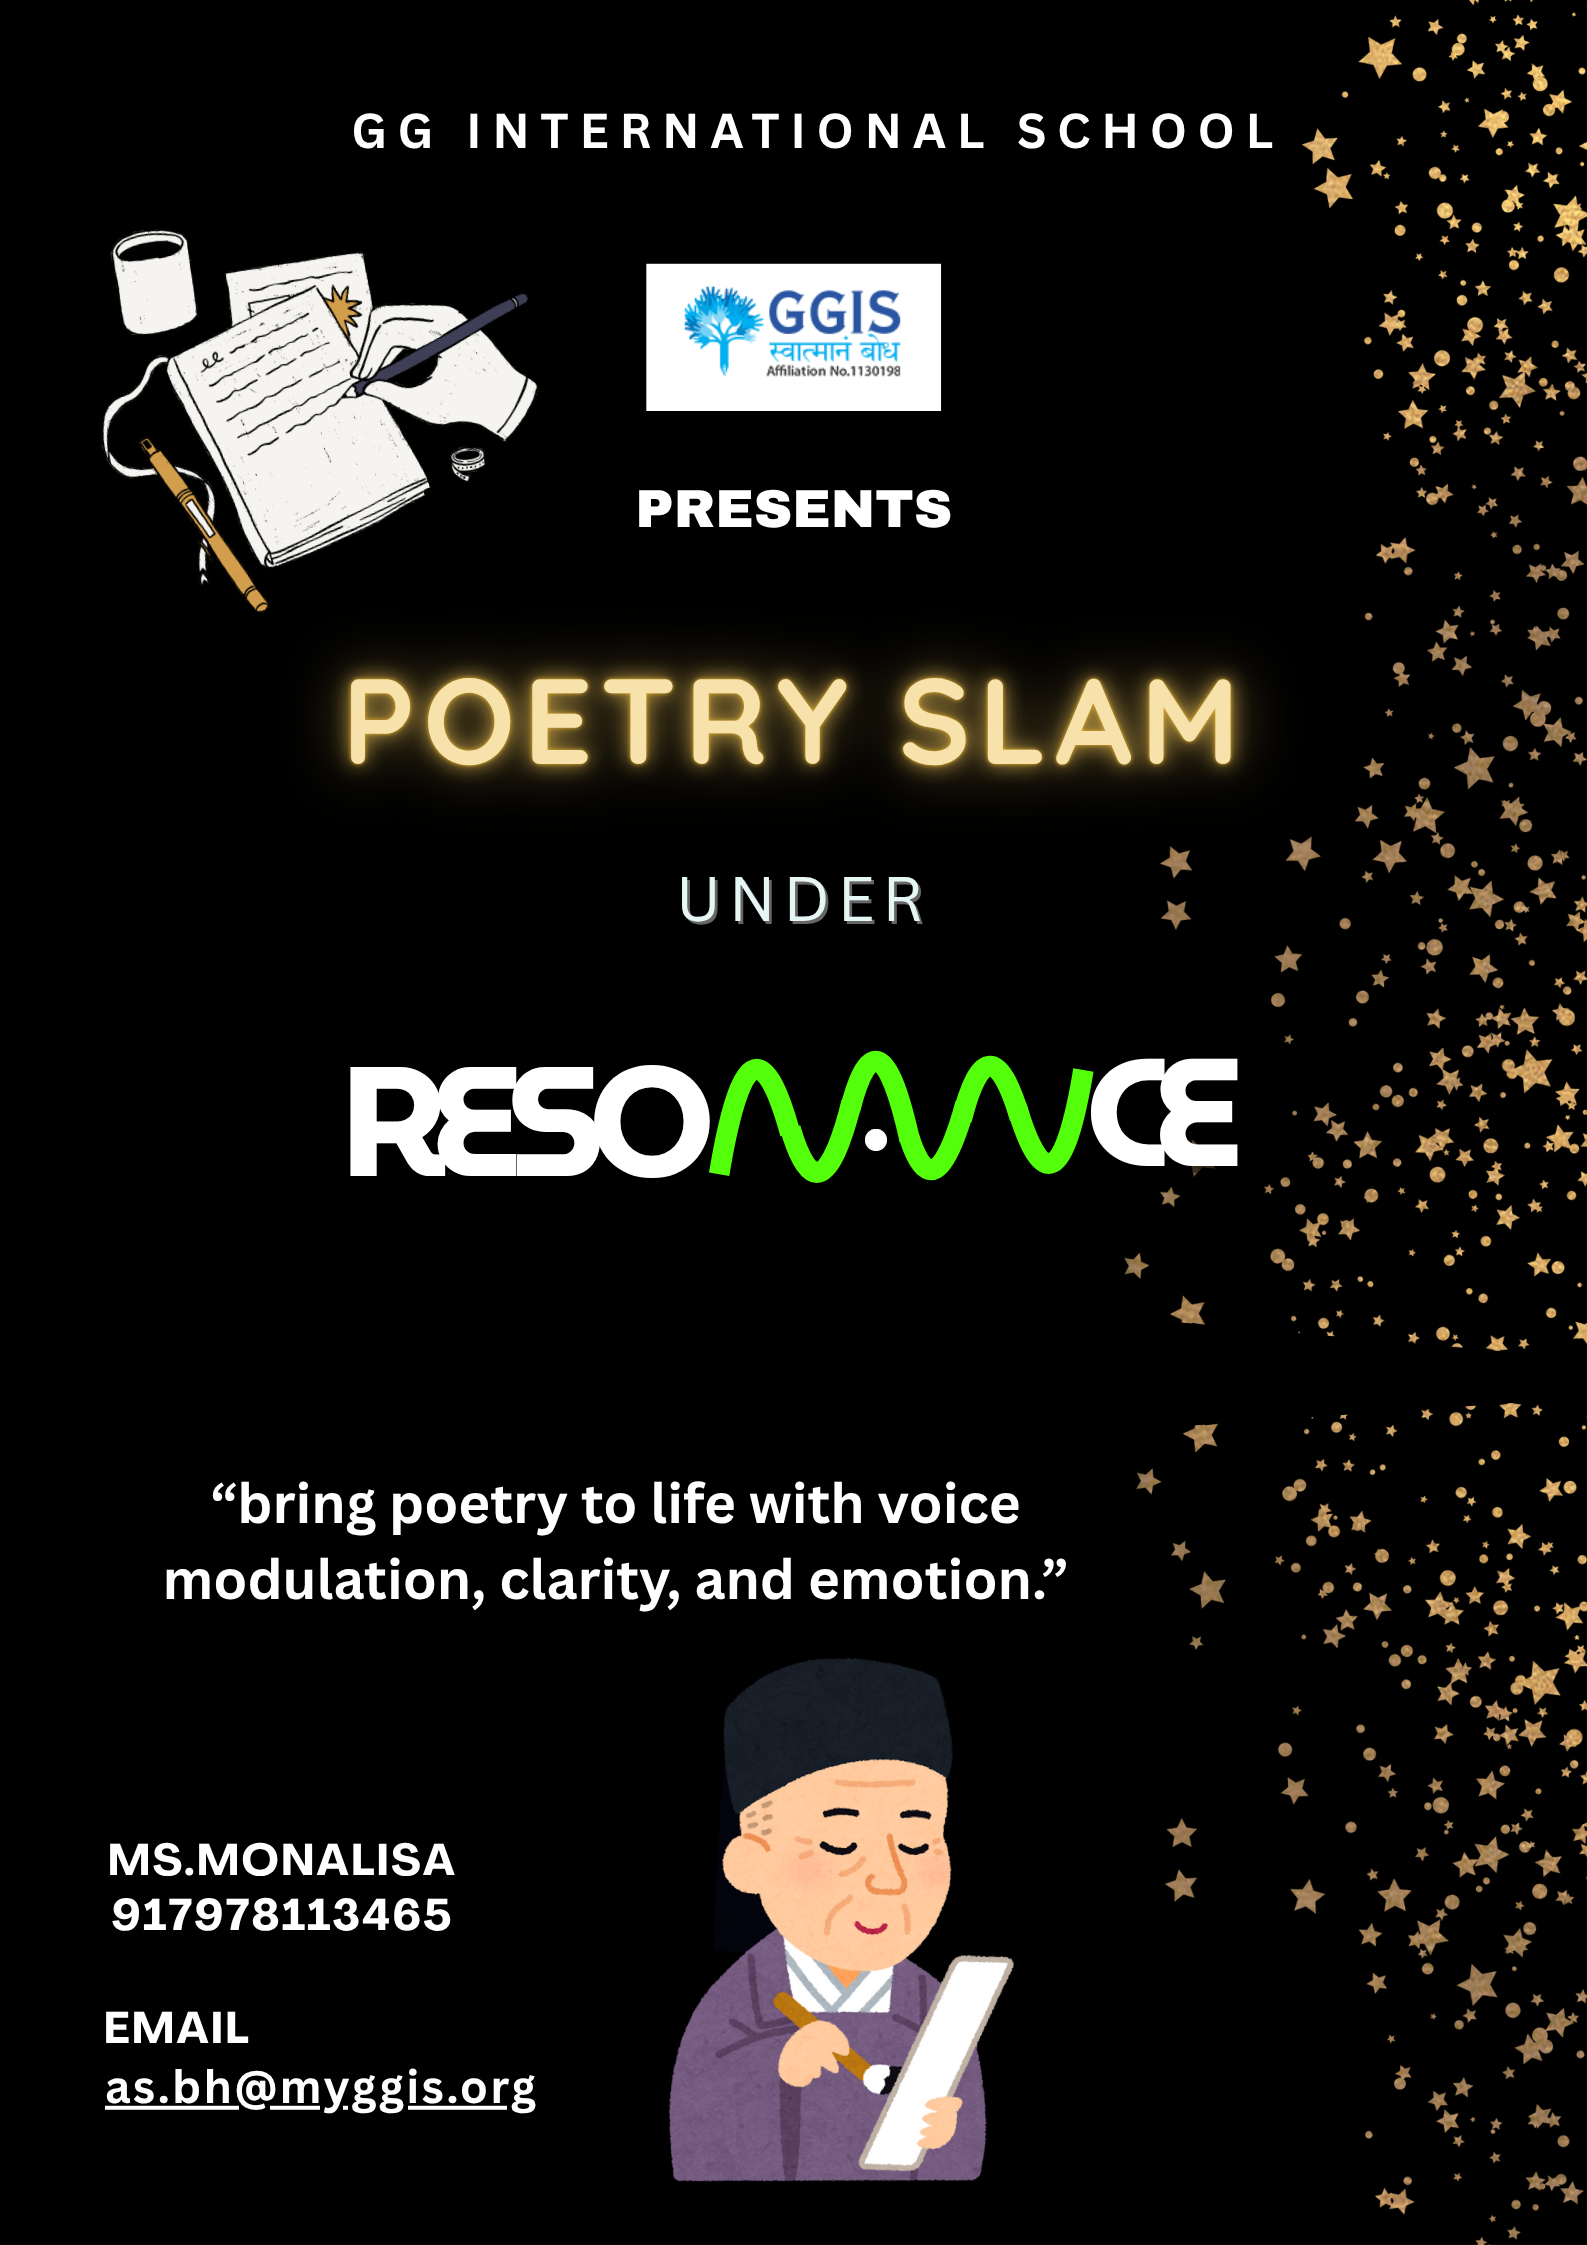 GG INTERNATIONAL SCHOOL
GGIS
स्वात्मानं बोध
Affiliation No.1130198
PRESENTS
POETRY SLAM
UNDER
RESONANCE
“bring poetry to life with voice
modulation, clarity, and emotion.”
MS.MONALISA
917978113465
EMAIL
as.bh@myggis.org